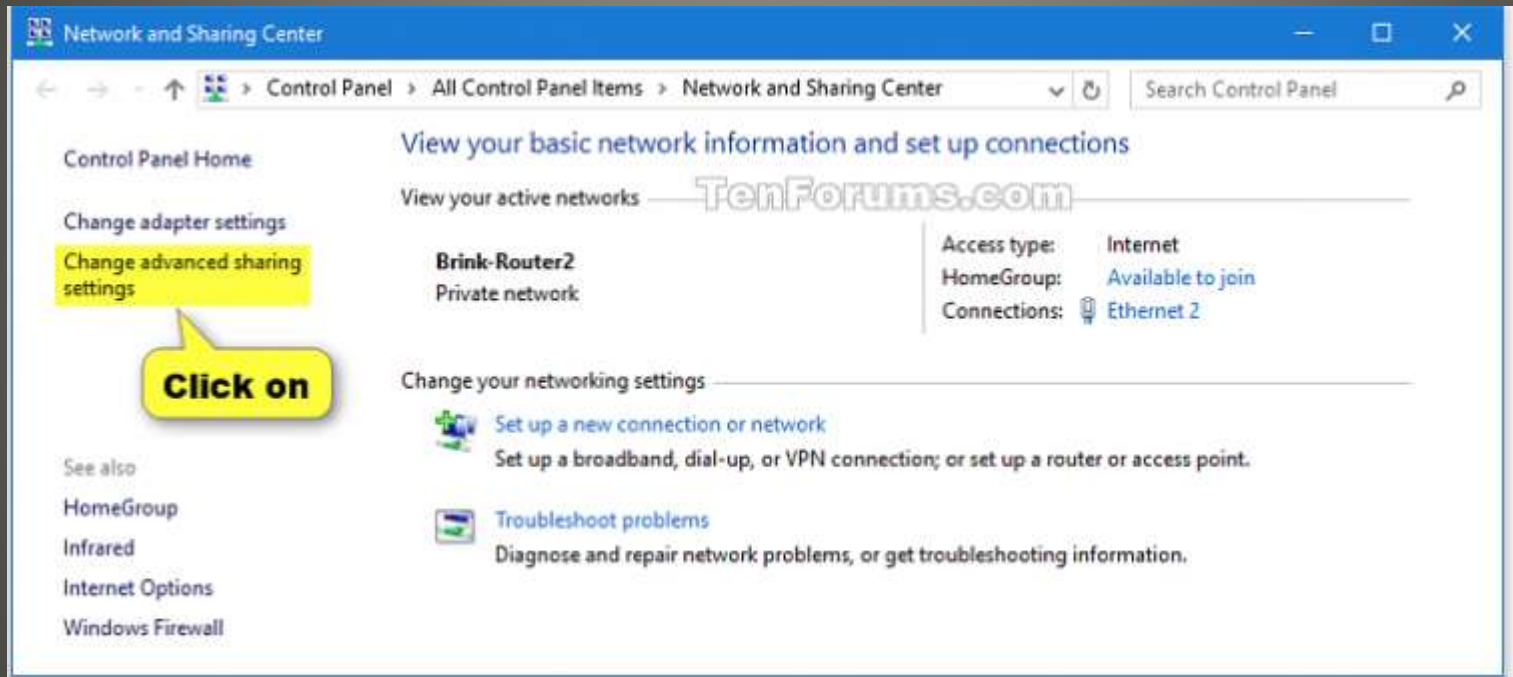 Network and Sharing Center
Control Panel > All Control Panel Items > Network and Sharing Center
Search Control Panel
Control Panel Home
Change adapter settings
Change advanced sharing
settings
Click on
See also
HomeGroup
Infrared
Internet Options
Windows Firewall
View your basic network information and set up connections
View your active networks
TenForums.com
Brink-Router2
Private network
Access type: Internet
HomeGroup: Available to join
Connections: Ethernet 2
Change your networking settings
Set up a new connection or network
Set up a broadband, dial-up, or VPN connection; or set up a router or access point.
Troubleshoot problems
Diagnose and repair network problems, or get troubleshooting information.